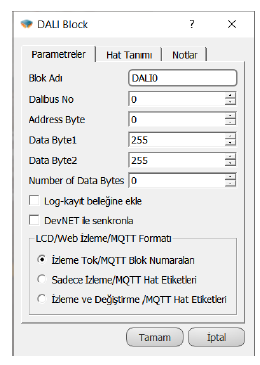 DALI Block
?
Parametreler
Hat Tanımı
Notlar
Blok Adı DALI0
Dalibus No 0
Address Byte 0
Data Byte1 255
Data Byte2 255
Number of Data Bytes 0
Log-kayıt beleğine ekle
DevNET ile senkronla
LCD/Web İzleme/MQTT Formatı
İzleme Tok/MQTT Blok Numaraları
Sadece İzleme/MQTT Hat Etiketleri
İzleme ve Değiştirme /MQTT Hat Etiketleri
Tamam İptal